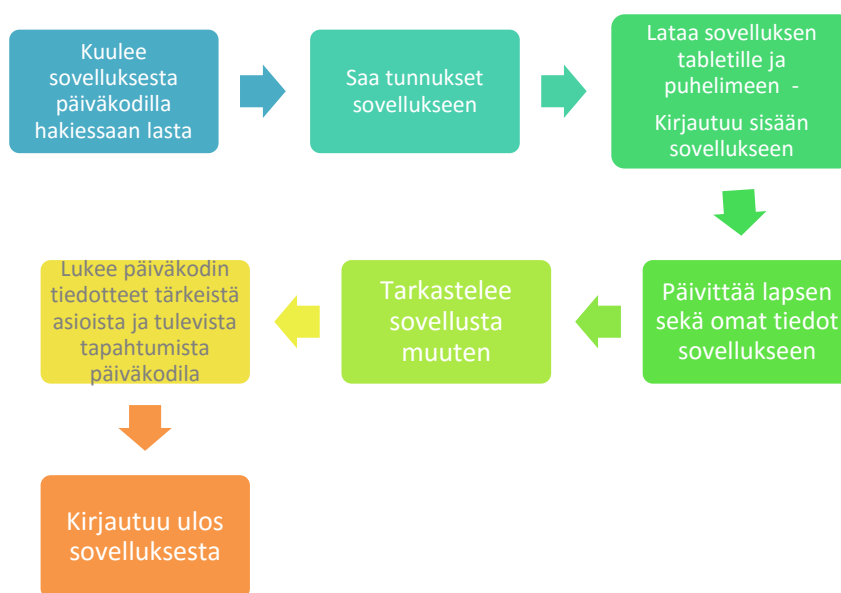 Kuulee
sovelluksesta
päiväkodilla
hakiessaan lasta
Saa tunnukset
sovellukseen
Lataa sovelluksen
tabletille ja
puhelimeen -
Kirjautuu sisään
sovellukseen
Päivittää lapsen
sekä omat tiedot
sovellukseen
Tarkastelee
sovellusta
muuten
Lukee päiväkodin
tiedotteet tärkeistä
asioista ja tulevista
tapahtumista
päiväkodila
Kirjautuu ulos
sovelluksesta